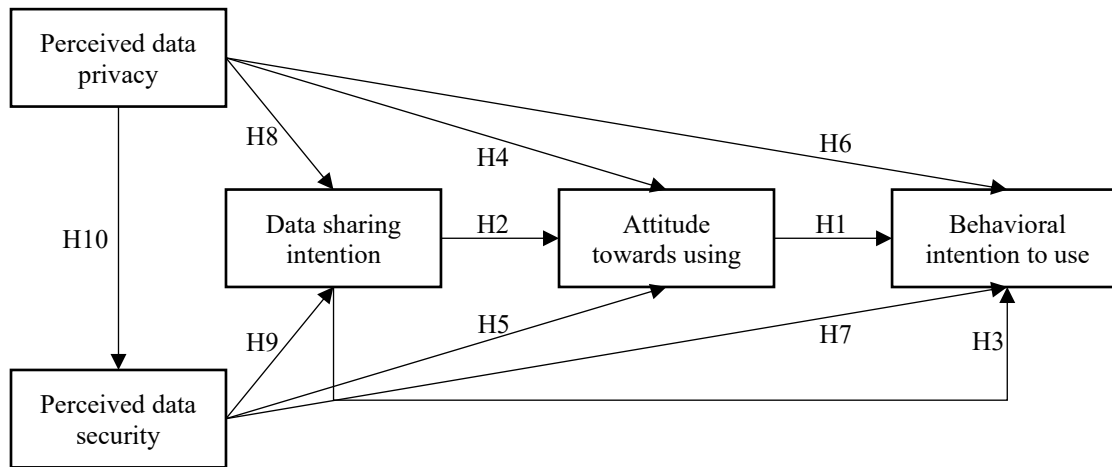 Perceived data
privacy
H8
H4
H6
H10
Data sharing
intention
H2
Attitude
towards using
H1
Behavioral
intention to use
H9
H5
H7
H3
Perceived data
security